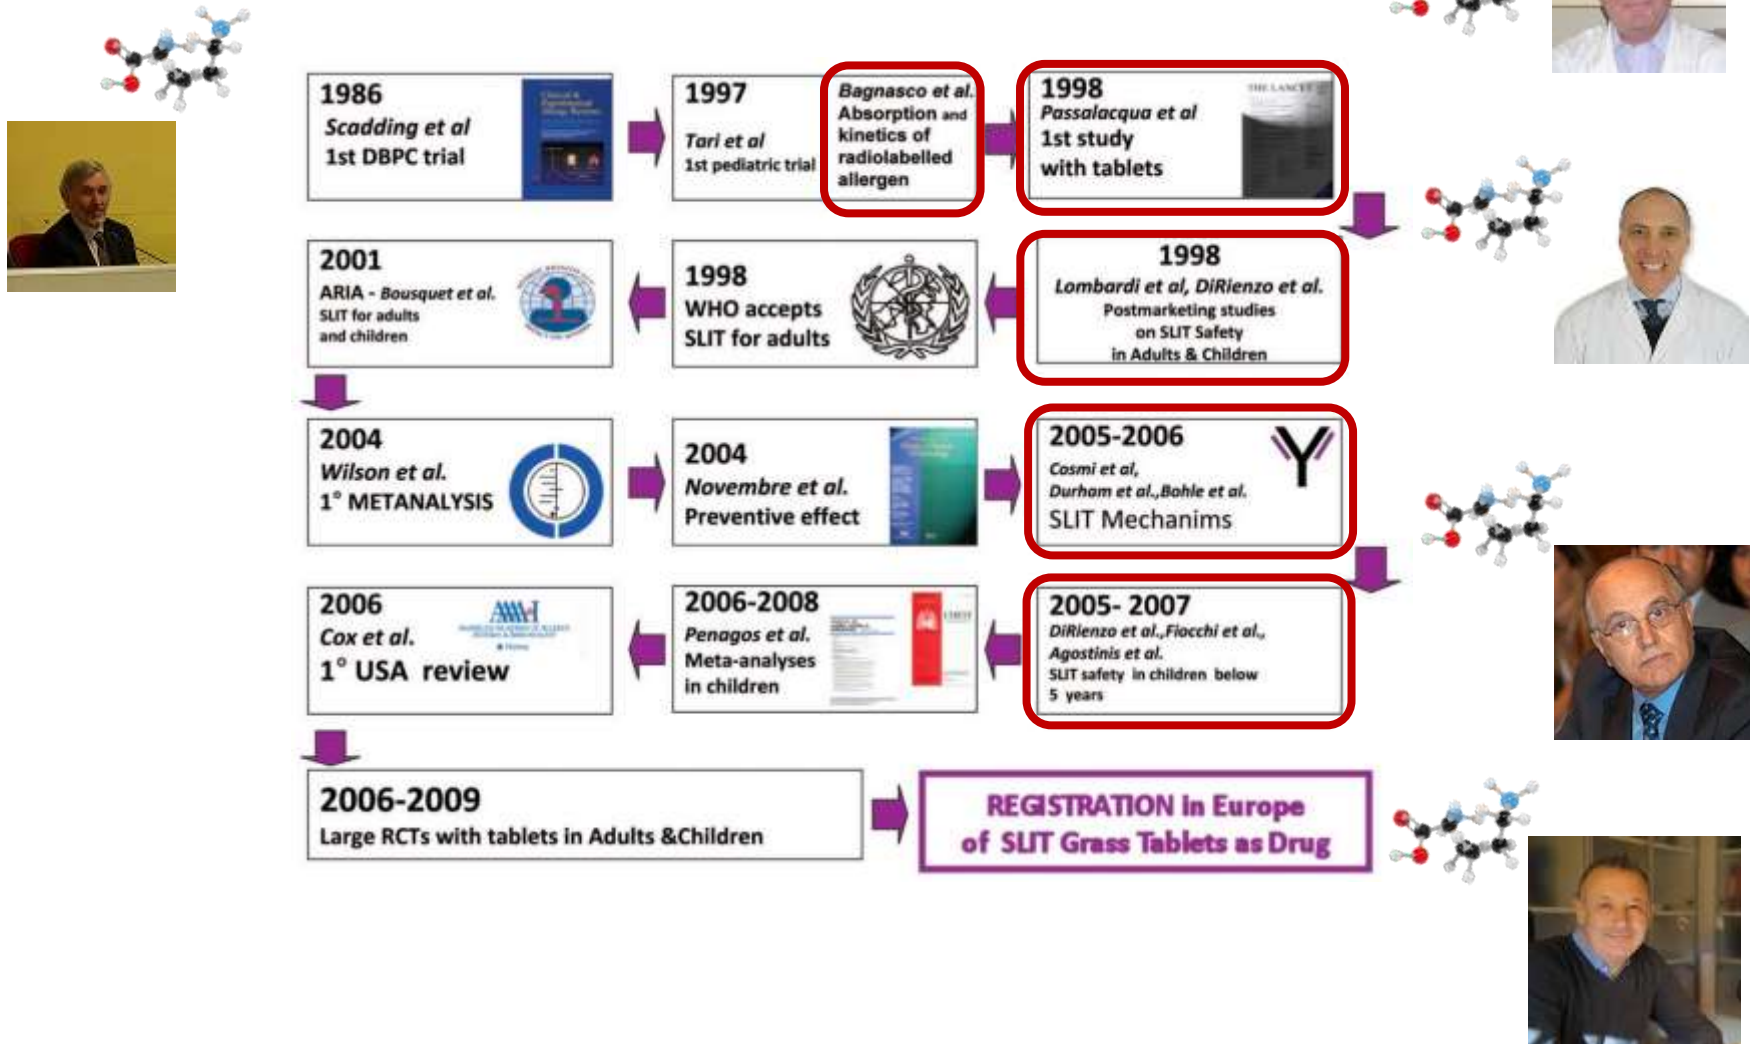 1986
Scadding et al
1st DBPC trial
1997
Tari et al
1st pediatric trial
Bagnasco et al.
Absorption and
kinetics of
radiolabelled
allergen
1998
Passalacqua et al
1st study
with tablets
THE LANCET
1998
Lombardi et al, DiRienzo et al.
Postmarketing studies
on SLIT Safety
in Adults & Children
1998
WHO accepts
SLIT for adults
2001
ARIA - Bousquet et al.
SLIT for adults
and children
2004
Wilson et al.
1° METANALYSIS
2004
Novembre et al.
Preventive effect
2005-2006
Cosmi et al,
Durham et al.,Bohle et al.
SLIT Mechanims
2005- 2007
DiRienzo et al.,Fiocchi et al.,
Agostinis et al.
SLIT safety in children below
5 years
2006-2008
Penagos et al.
Meta-analyses
in children
2006
Cox et al.
1° USA review
2006-2009
Large RCTs with tablets in Adults &Children
REGISTRATION in Europe
of SLIT Grass Tablets as Drug